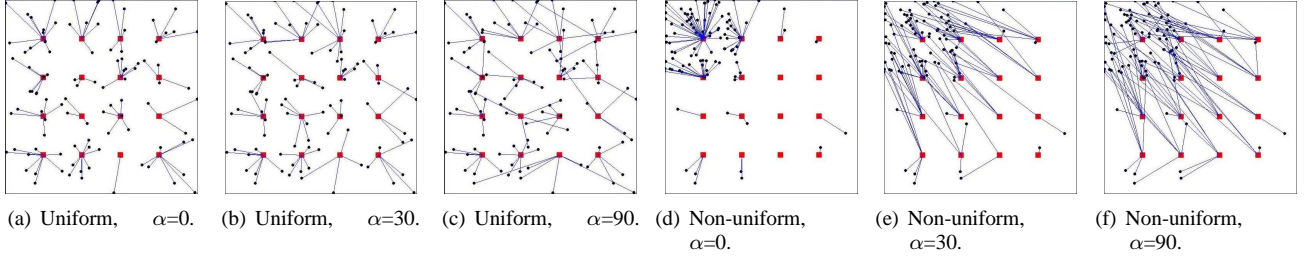 (a) Uniform, α=0.
(b) Uniform, α=30.
(c) Uniform, α=90.
(d) Non-uniform,
α=0.
(e) Non-uniform,
α=30.
(f) Non-uniform,
α=90.